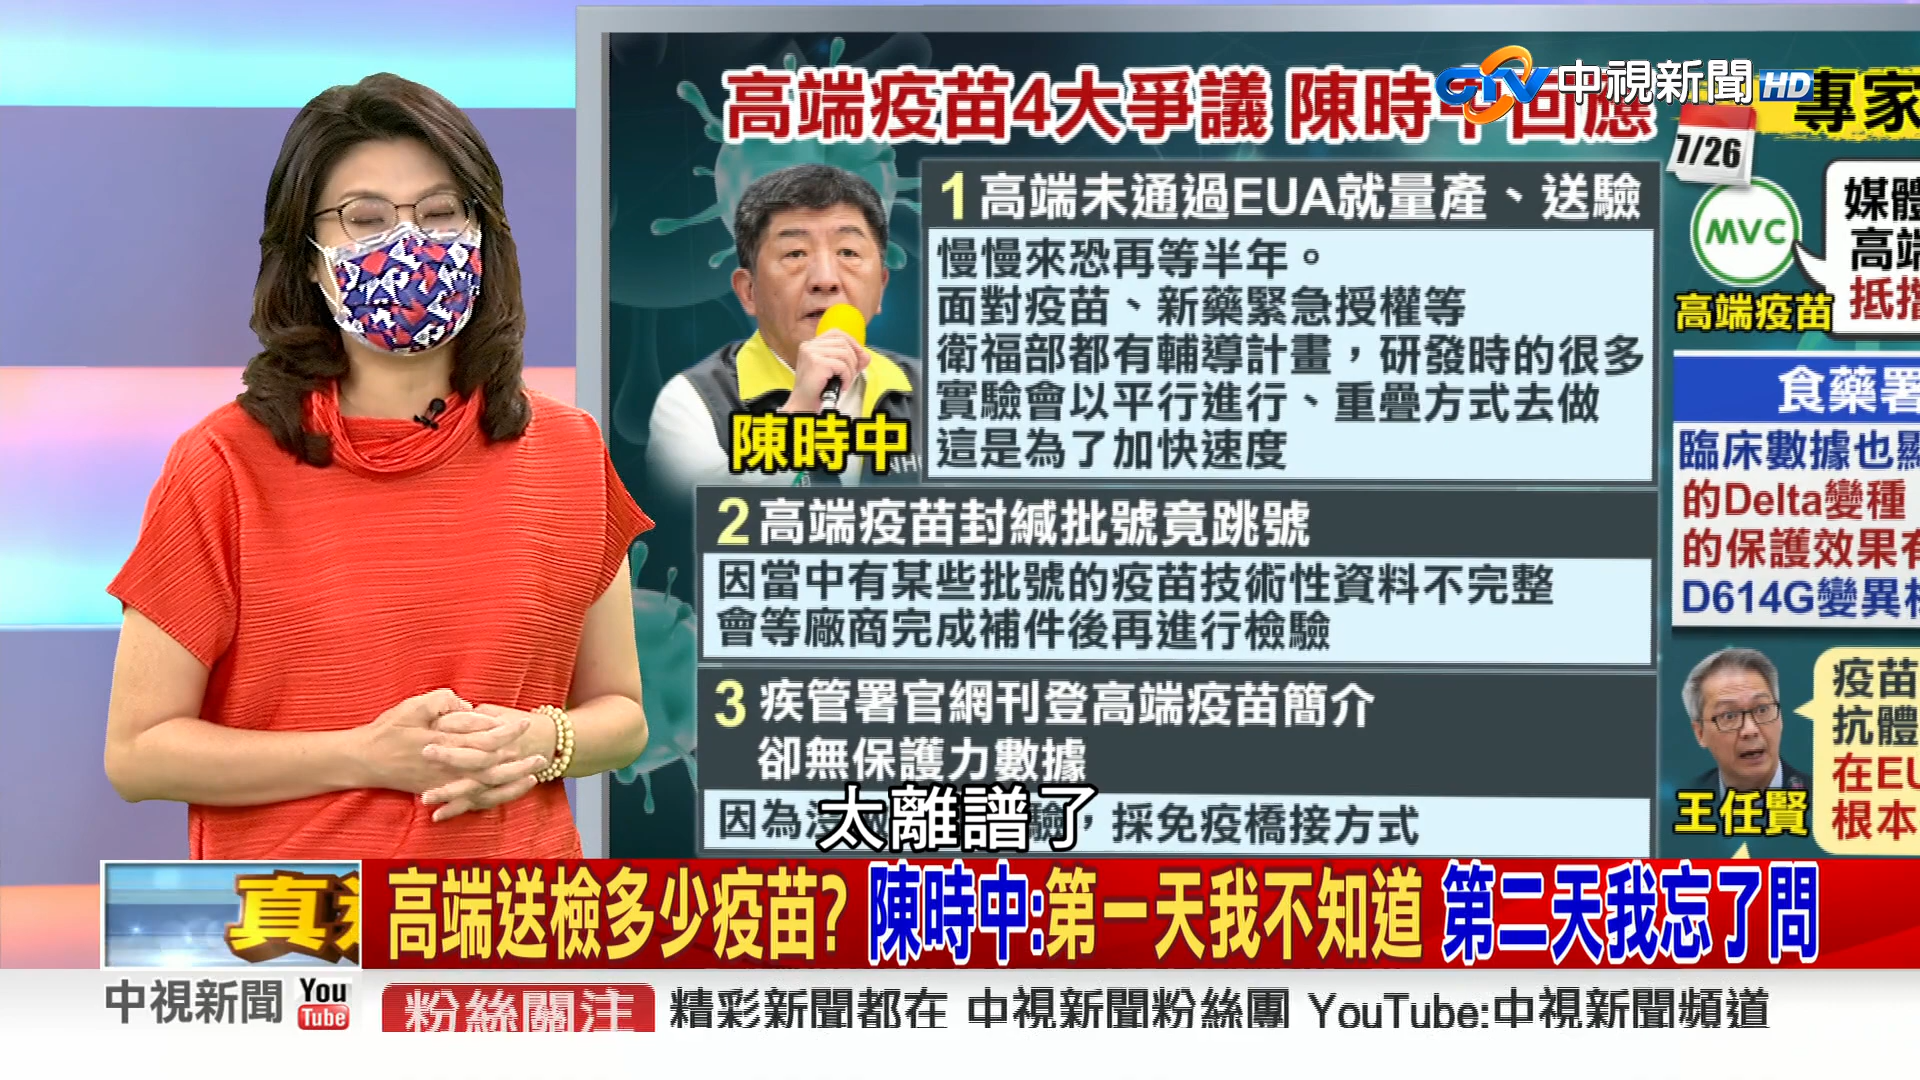 高端疫苗4大爭議 陳時中回應
CTV中視新聞HD
專家
7/26
1高端未通過EUA就量產、送驗
慢慢來恐再等半年。
面對疫苗、新藥緊急授權等
衛福部都有輔導計畫，研發時的很多
實驗會以平行進行、重疊方式去做
這是為了加快速度
陳時中
2高端疫苗封緘批號竟跳號
因當中有某些批號的疫苗技術性資料不完整
會等廠商完成補件後再進行檢驗
3疾管署官網刊登高端疫苗簡介
卻無保護力數據
因為沒 驗，採免疫橋接方式
太離譜了
MVC
高端疫苗
媒體
高端
抵擋
食藥署
臨床數據也顯
的Delta變種
的保護效果有
D614G變異株
王任賢
疫苗
抗體
在EU
根本
真
高端送檢多少疫苗? 陳時中:第一天我不知道 第二天我忘了問
中視新聞 YouTube
粉絲關注
精彩新聞都在 中視新聞粉絲團 YouTube:中視新聞頻道